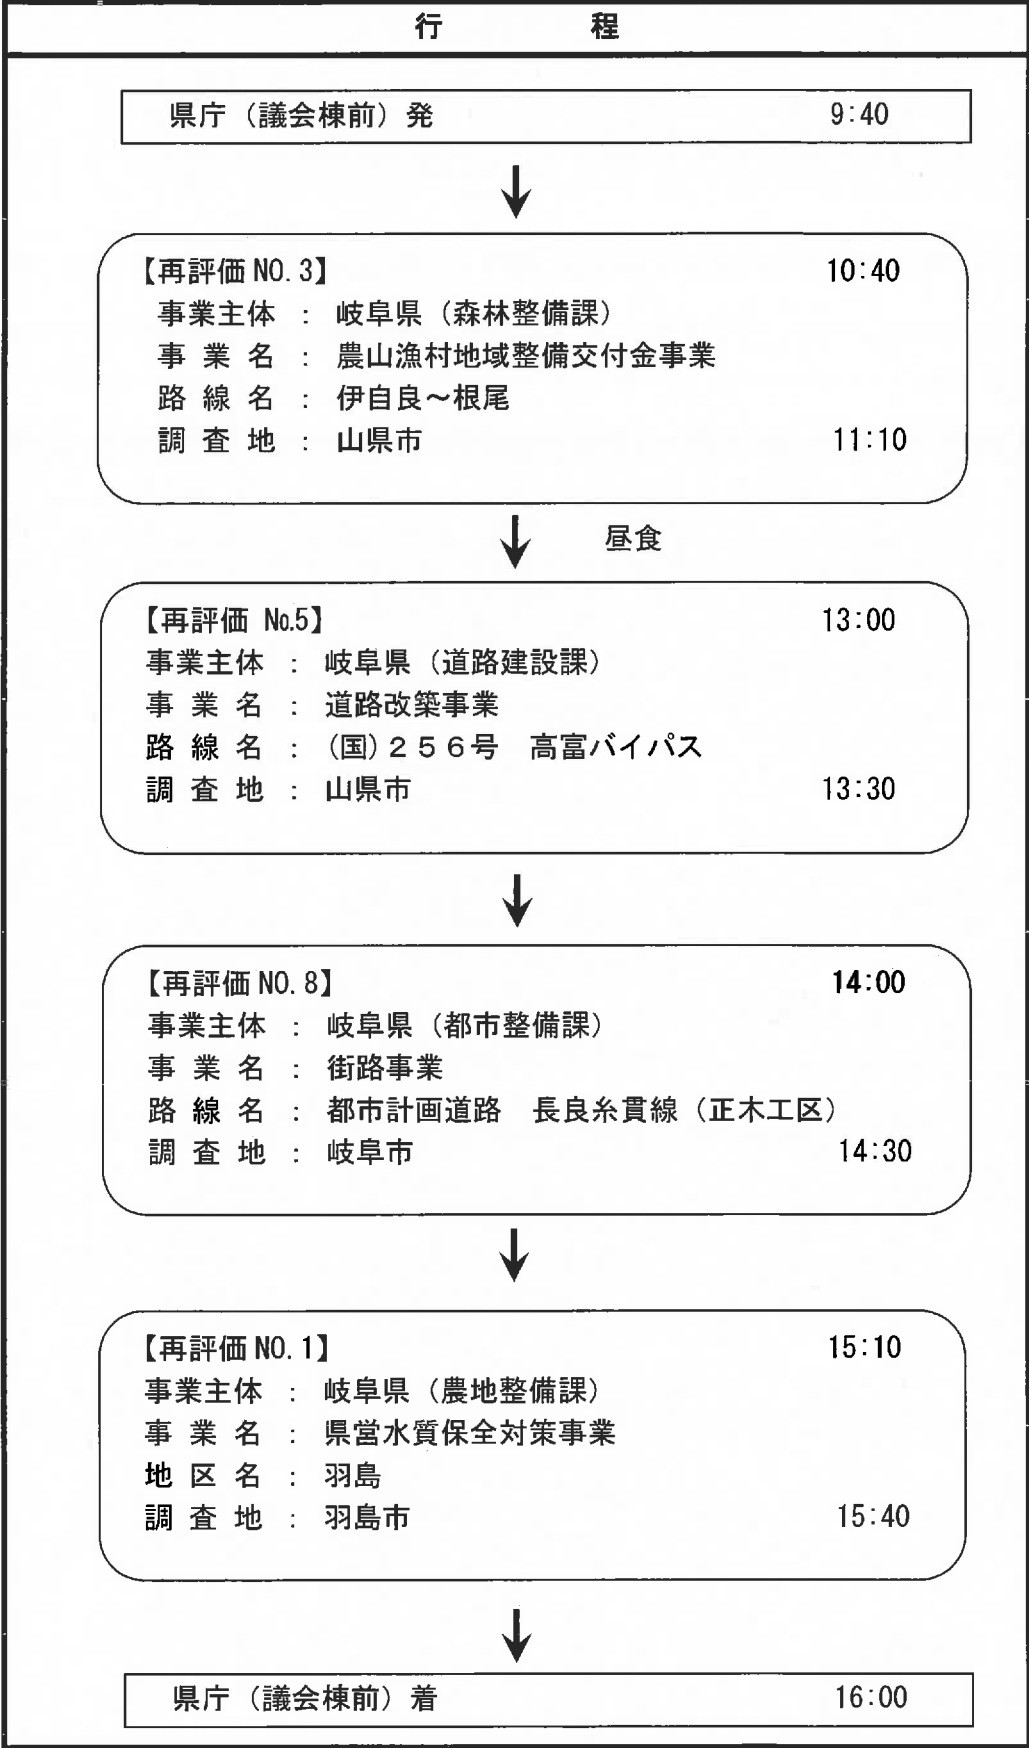 行 程
県庁（議会棟前）発 9:40
↓
【再評価NO.3】 10:40
事業主体 ： 岐阜県（森林整備課）
事 業 名 ： 農山漁村地域整備交付金事業
路 線 名 ： 伊自良～根尾
調 査 地 ： 山県市 11:10
↓ 昼食
【再評価 No.5】 13:00
事業主体 ： 岐阜県（道路建設課）
事 業 名 ： 道路改築事業
路 線 名 ： (国)２５６号 高富バイパス
調 査 地 ： 山県市 13:30
↓
【再評価NO.8】 14:00
事業主体 ： 岐阜県（都市整備課）
事 業 名 ： 街路事業
路 線 名 ： 都市計画道路 長良糸貫線（正木工区）
調 査 地 ： 岐阜市 14:30
↓
【再評価NO.1】 15:10
事業主体 ： 岐阜県（農地整備課）
事 業 名 ： 県営水質保全対策事業
地 区 名 ： 羽島
調 査 地 ： 羽島市 15:40
↓
県庁（議会棟前）着 16:00